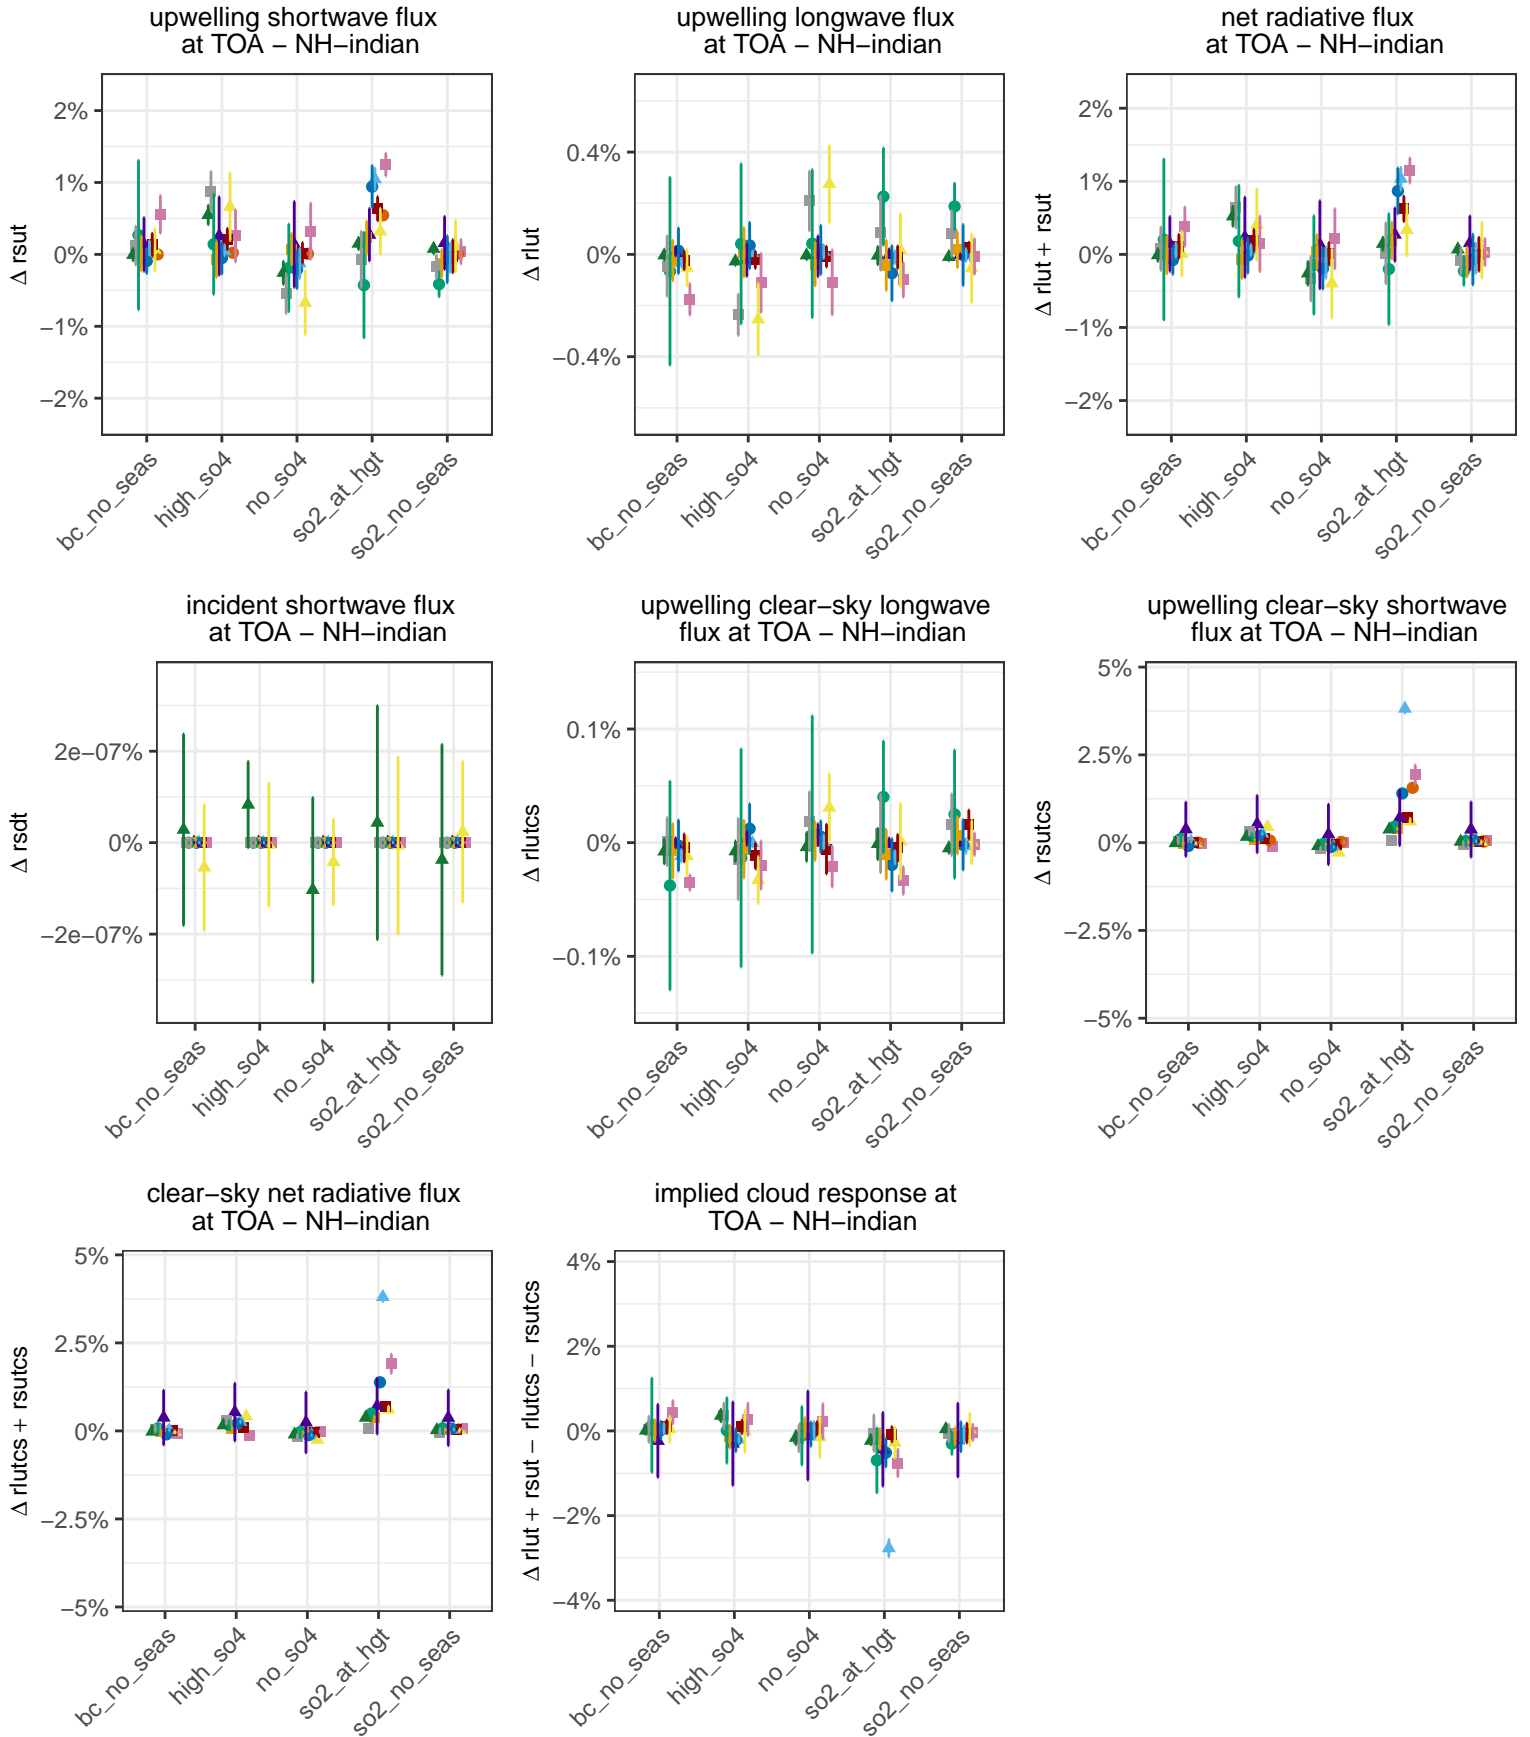 upwelling shortwave flux
at TOA − NH−indian
Δ rsut
2%
1%
0%
−1%
−2%
bc_no_seas
high_so4
no_so4
so2_at_hgt
so2_no_seas
upwelling longwave flux
at TOA − NH−indian
Δ rlut
0.4%
0%
−0.4%
bc_no_seas
high_so4
no_so4
so2_at_hgt
so2_no_seas
net radiative flux
at TOA − NH−indian
Δ rlut + rsut
2%
1%
0%
−1%
−2%
bc_no_seas
high_so4
no_so4
so2_at_hgt
so2_no_seas
incident shortwave flux
at TOA − NH−indian
Δ rsdt
2e−07%
0%
−2e−07%
bc_no_seas
high_so4
no_so4
so2_at_hgt
so2_no_seas
upwelling clear−sky longwave
flux at TOA − NH−indian
Δ rlutcs
0.1%
0%
−0.1%
bc_no_seas
high_so4
no_so4
so2_at_hgt
so2_no_seas
upwelling clear−sky shortwave
flux at TOA − NH−indian
Δ rsutcs
5%
2.5%
0%
−2.5%
−5%
bc_no_seas
high_so4
no_so4
so2_at_hgt
so2_no_seas
clear−sky net radiative flux
at TOA − NH−indian
Δ rlutcs + rsutcs
5%
2.5%
0%
−2.5%
−5%
bc_no_seas
high_so4
no_so4
so2_at_hgt
so2_no_seas
implied cloud response at
TOA − NH−indian
Δ rlut + rsut − rlutcs − rsutcs
4%
2%
0%
−2%
−4%
bc_no_seas
high_so4
no_so4
so2_at_hgt
so2_no_seas